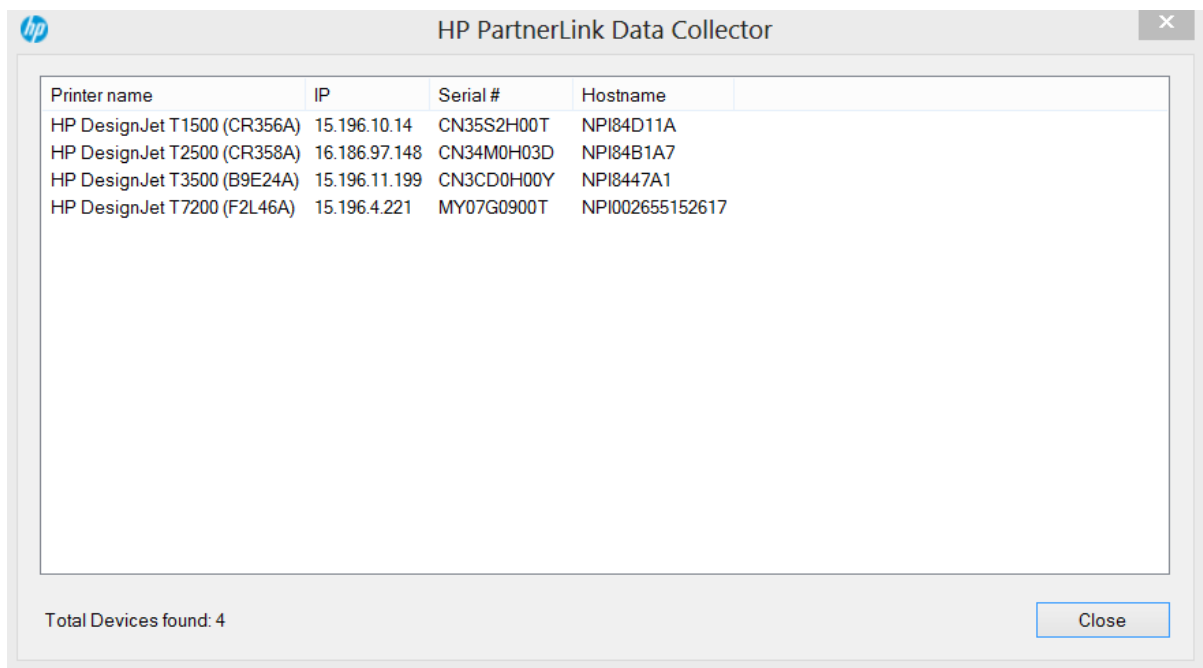 hp HP PartnerLink Data Collector
Printer name IP Serial # Hostname
HP DesignJet T1500 (CR356A) 15.196.10.14 CN35S2H00T NPI84D11A
HP DesignJet T2500 (CR358A) 16.186.97.148 CN34M0H03D NPI84B1A7
HP DesignJet T3500 (B9E24A) 15.196.11.199 CN3CD0H00Y NPI8447A1
HP DesignJet T7200 (F2L46A) 15.196.4.221 MY07G0900T NPI002655152617
Total Devices found: 4 Close